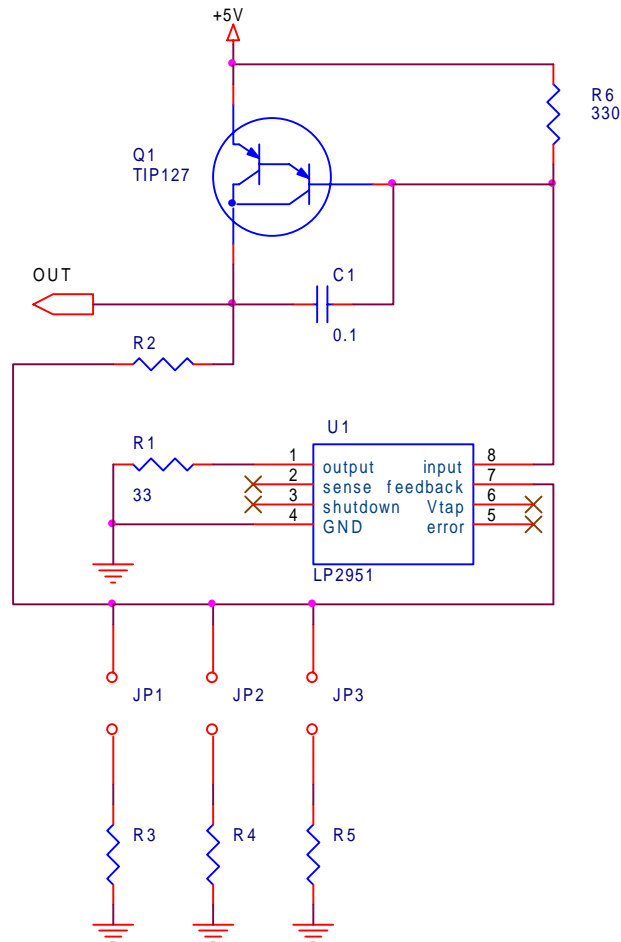 +5V
R6
330
Q1
TIP127
OUT
C1
0.1
R2
U1
R1
33
1 output input 8
2 sense feedback 7
3 shutdown Vtap 6
4 GND error 5
LP2951
JP1 JP2 JP3
R3 R4 R5